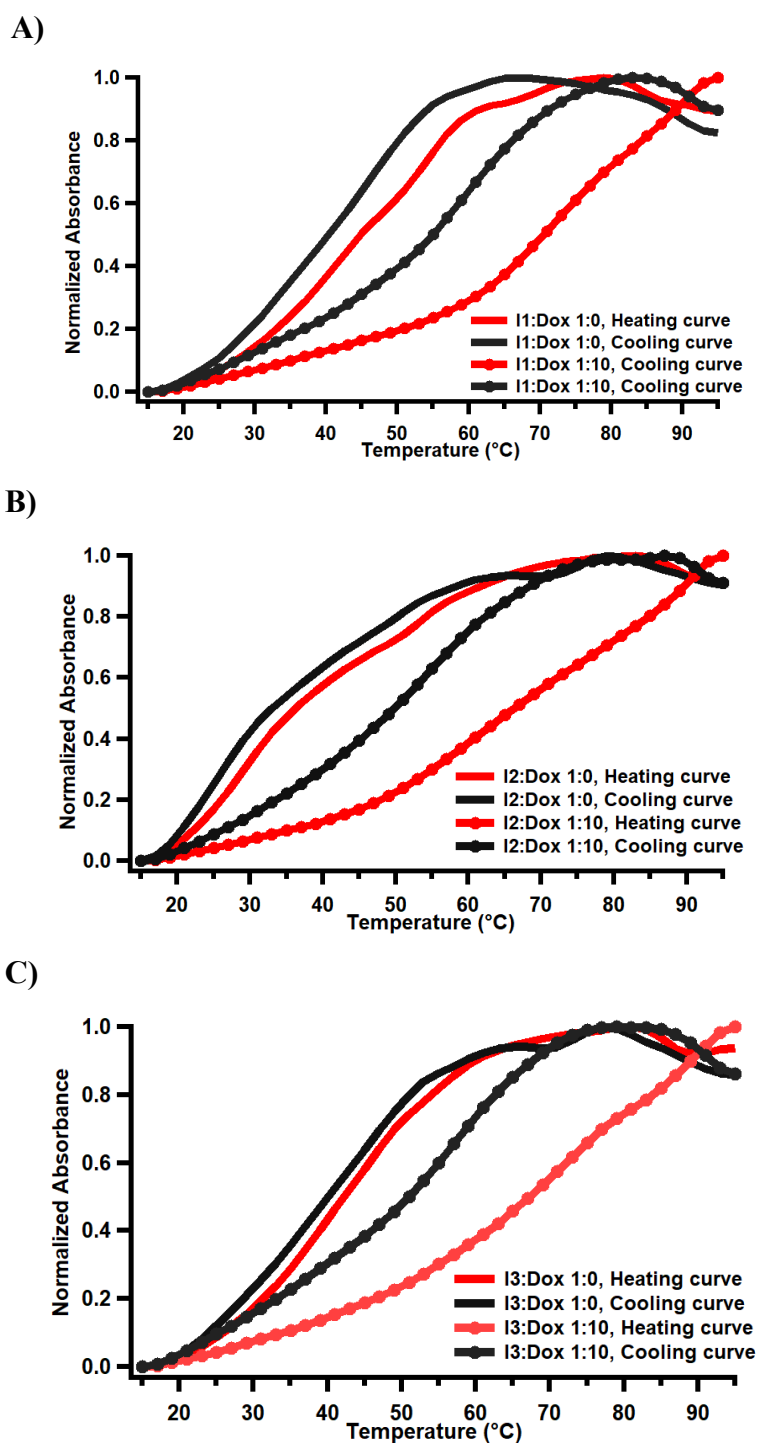 A)
1.0
0.8
0.6
0.4
0.2
0.0
Normalized Absorbance
I1:Dox 1:0, Heating curve
I1:Dox 1:0, Cooling curve
I1:Dox 1:10, Heating curve
I1:Dox 1:10, Cooling curve
20 30 40 50 60 70 80 90
Temperature (°C)
B)
1.0
0.8
0.6
0.4
0.2
0.0
Normalized Absorbance
I2:Dox 1:0, Heating curve
I2:Dox 1:0, Cooling curve
I2:Dox 1:10, Heating curve
I2:Dox 1:10, Cooling curve
20 30 40 50 60 70 80 90
Temperature (°C)
C)
1.0
0.8
0.6
0.4
0.2
0.0
Normalized Absorbance
I3:Dox 1:0, Heating curve
I3:Dox 1:0, Cooling curve
I3:Dox 1:10, Heating curve
I3:Dox 1:10, Cooling curve
20 30 40 50 60 70 80 90
Temperature (°C)